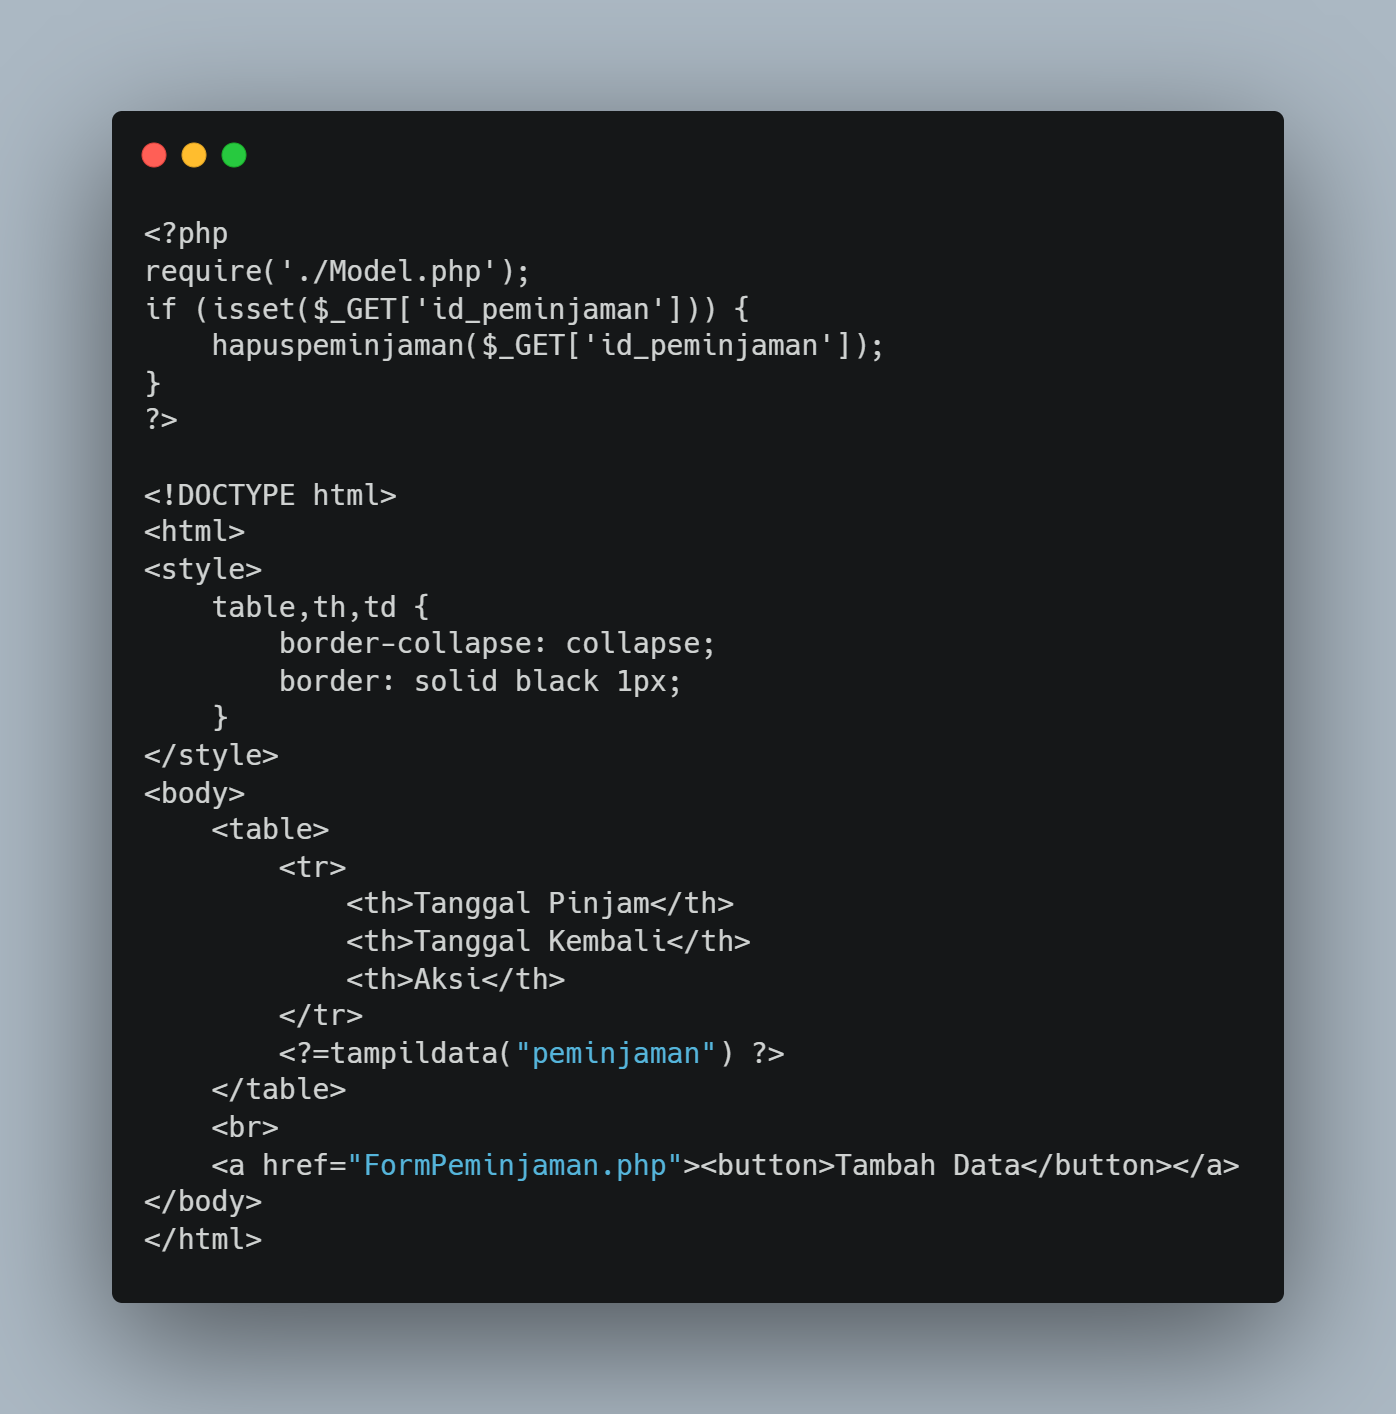 <?php
require('./Model.php');
if (isset($_GET['id_peminjaman'])) {
    hapuspeminjaman($_GET['id_peminjaman']);
}
?>

<!DOCTYPE html>
<html>
<style>
    table,th,td {
        border-collapse: collapse;
        border: solid black 1px;
    }
</style>
<body>
    <table>
        <tr>
            <th>Tanggal Pinjam</th>
            <th>Tanggal Kembali</th>
            <th>Aksi</th>
        </tr>
        <?=tampildata("peminjaman") ?>
    </table>
    <br>
    <a href="FormPeminjaman.php"><button>Tambah Data</button></a>
</body>
</html>